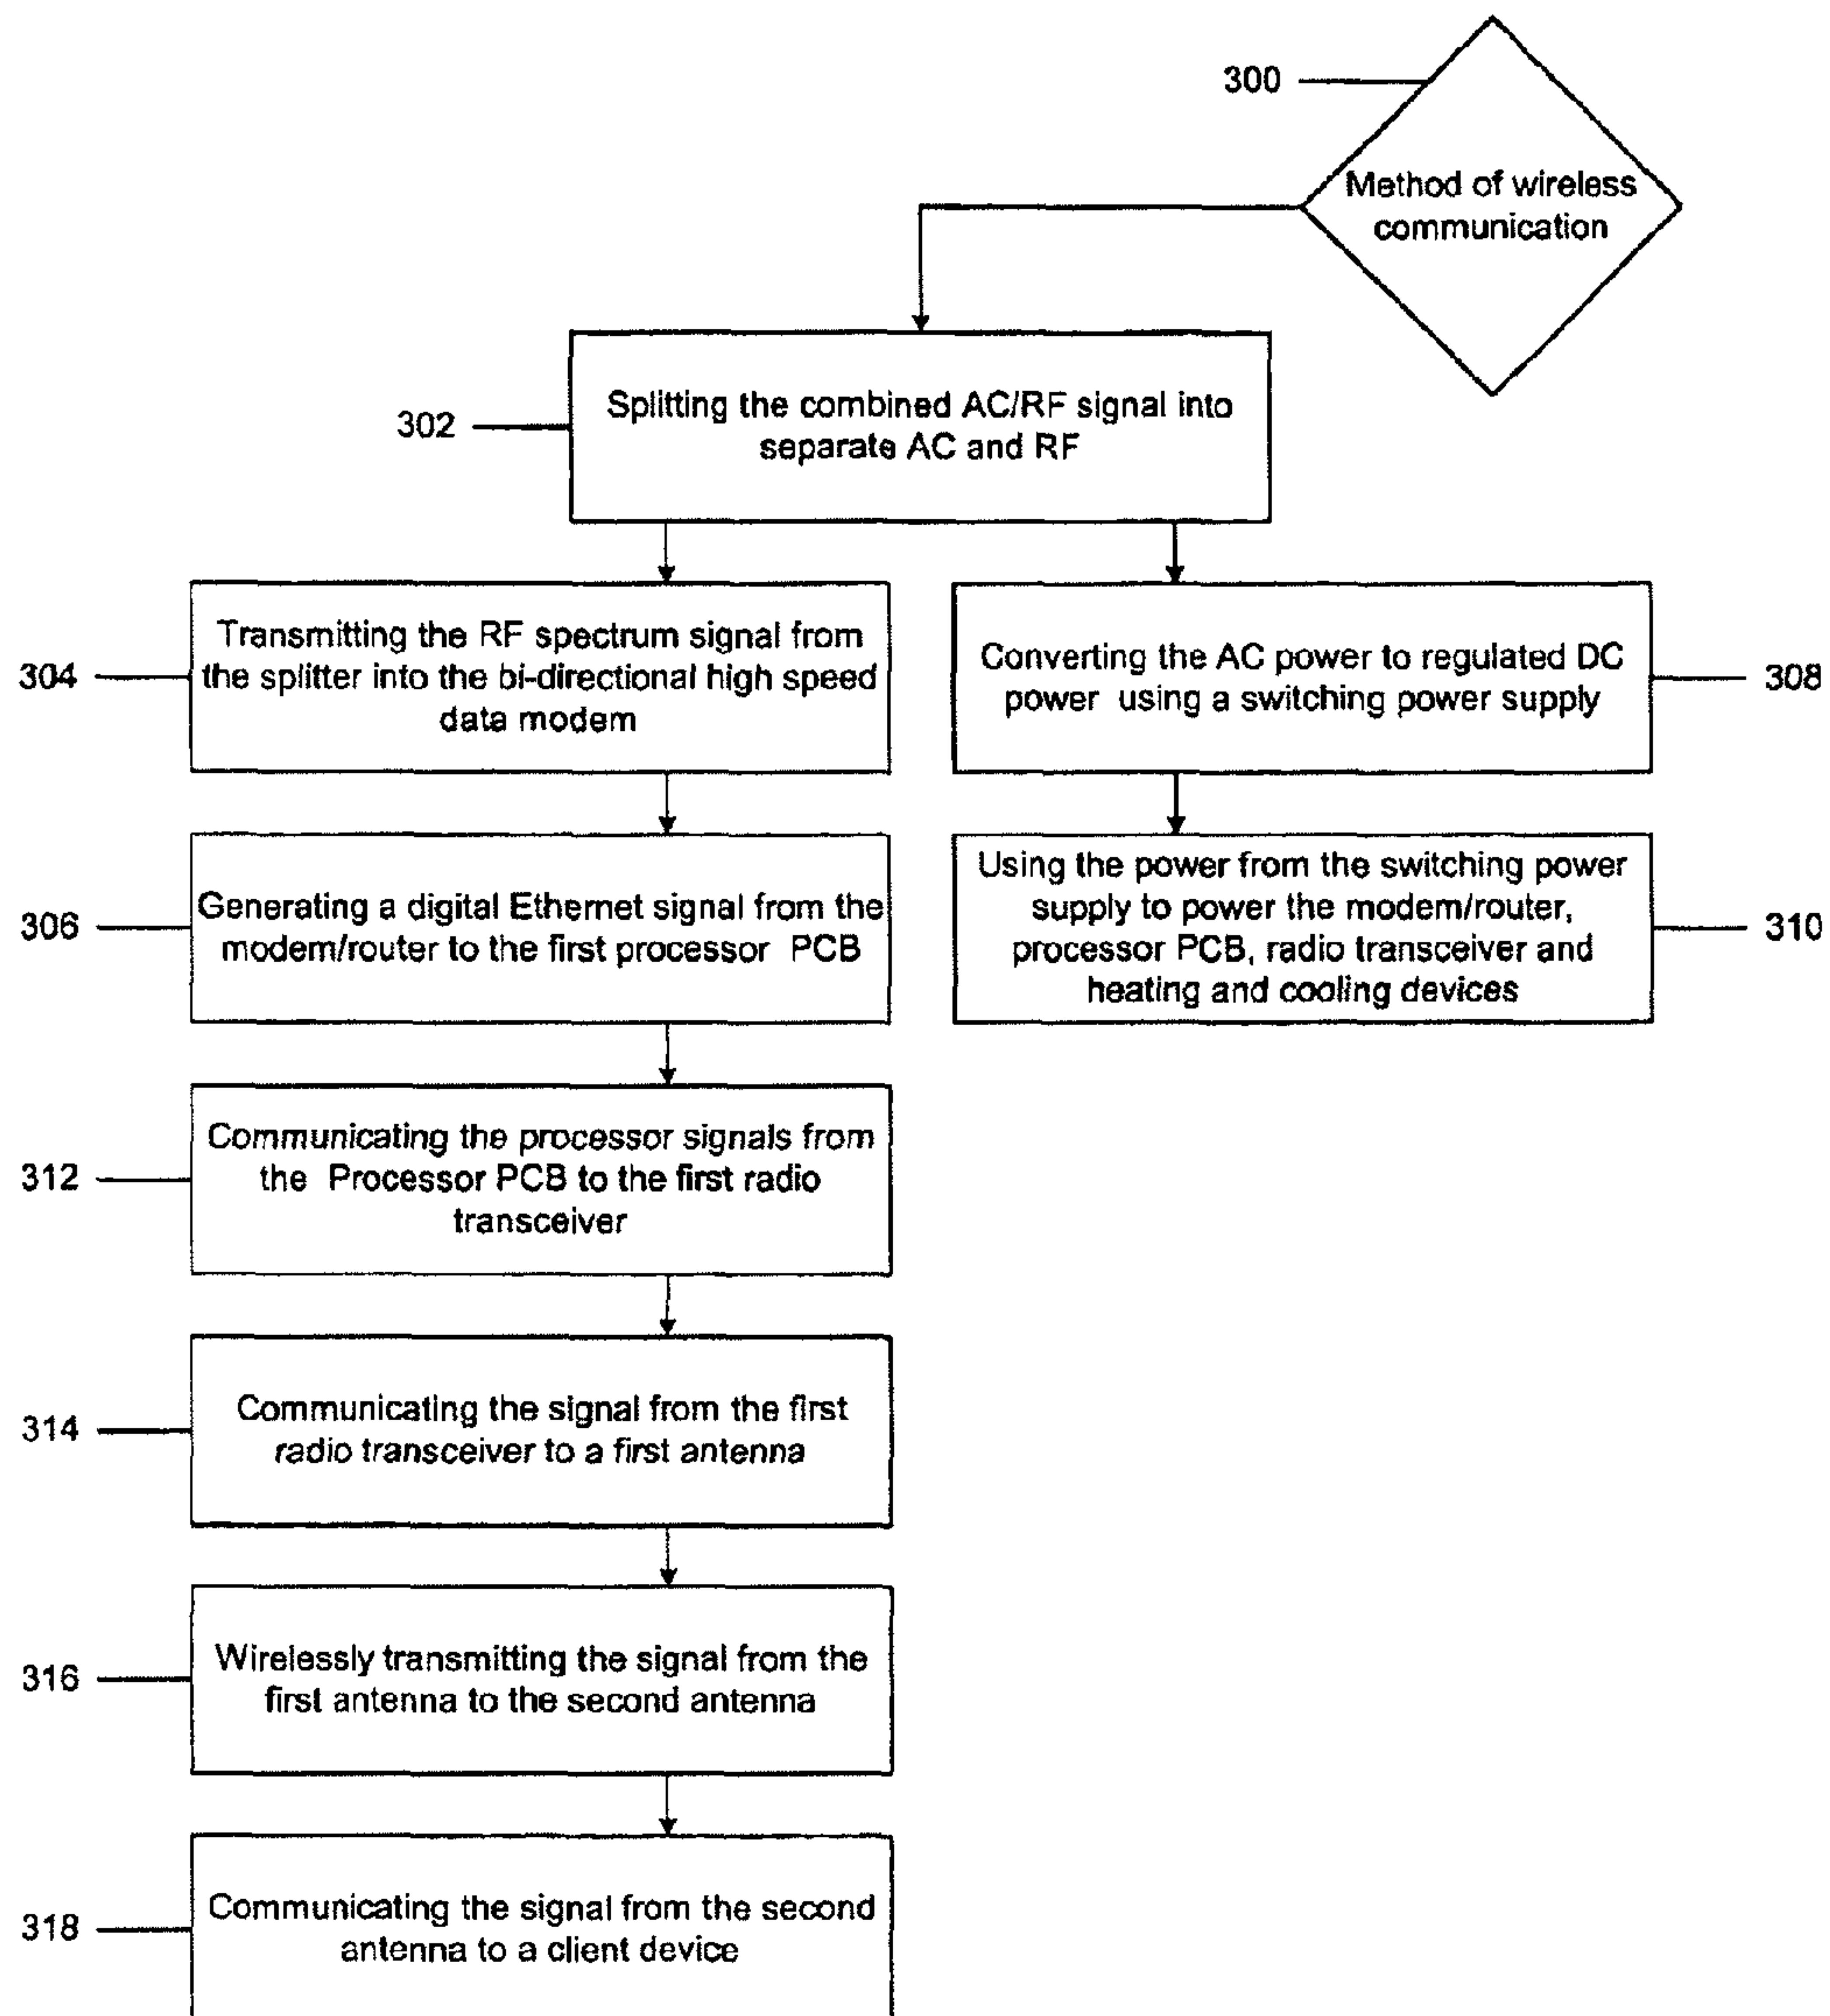 300
Method of wireless
communication
302
Splitting the combined AC/RF signal into
separate AC and RF
304
Transmitting the RF spectrum signal from
the splitter into the bi-directional high speed
data modem
Converting the AC power to regulated DC
power using a switching power supply
308
306
Generating a digital Ethernet signal from the
modem/router to the first processor PCB
Using the power from the switching power
supply to power the modem/router,
processor PCB, radio transceiver and
heating and cooling devices
310
312
Communicating the processor signals from
the Processor PCB to the first radio
transceiver
314
Communicating the signal from the first
radio transceiver to a first antenna
316
Wirelessly transmitting the signal from the
first antenna to the second antenna
318
Communicating the signal from the second
antenna to a client device